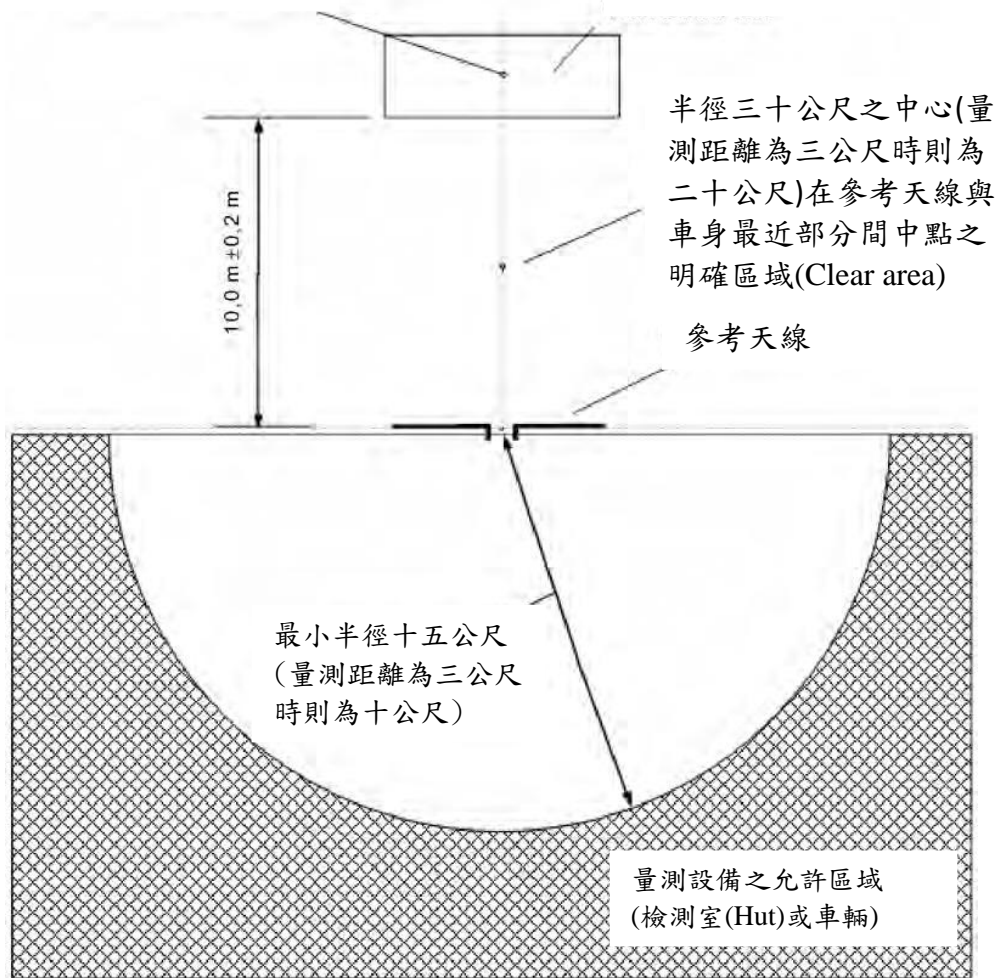 半徑三十公尺之中心(量
測距離為三公尺時則為
二十公尺)在參考天線與
車身最近部分間中點之
明確區域(Clear area)
10,0 m ±0,2 m
參考天線
最小半徑十五公尺
（量測距離為三公尺
時則為十公尺）
量測設備之允許區域
(檢測室(Hut)或車輛)